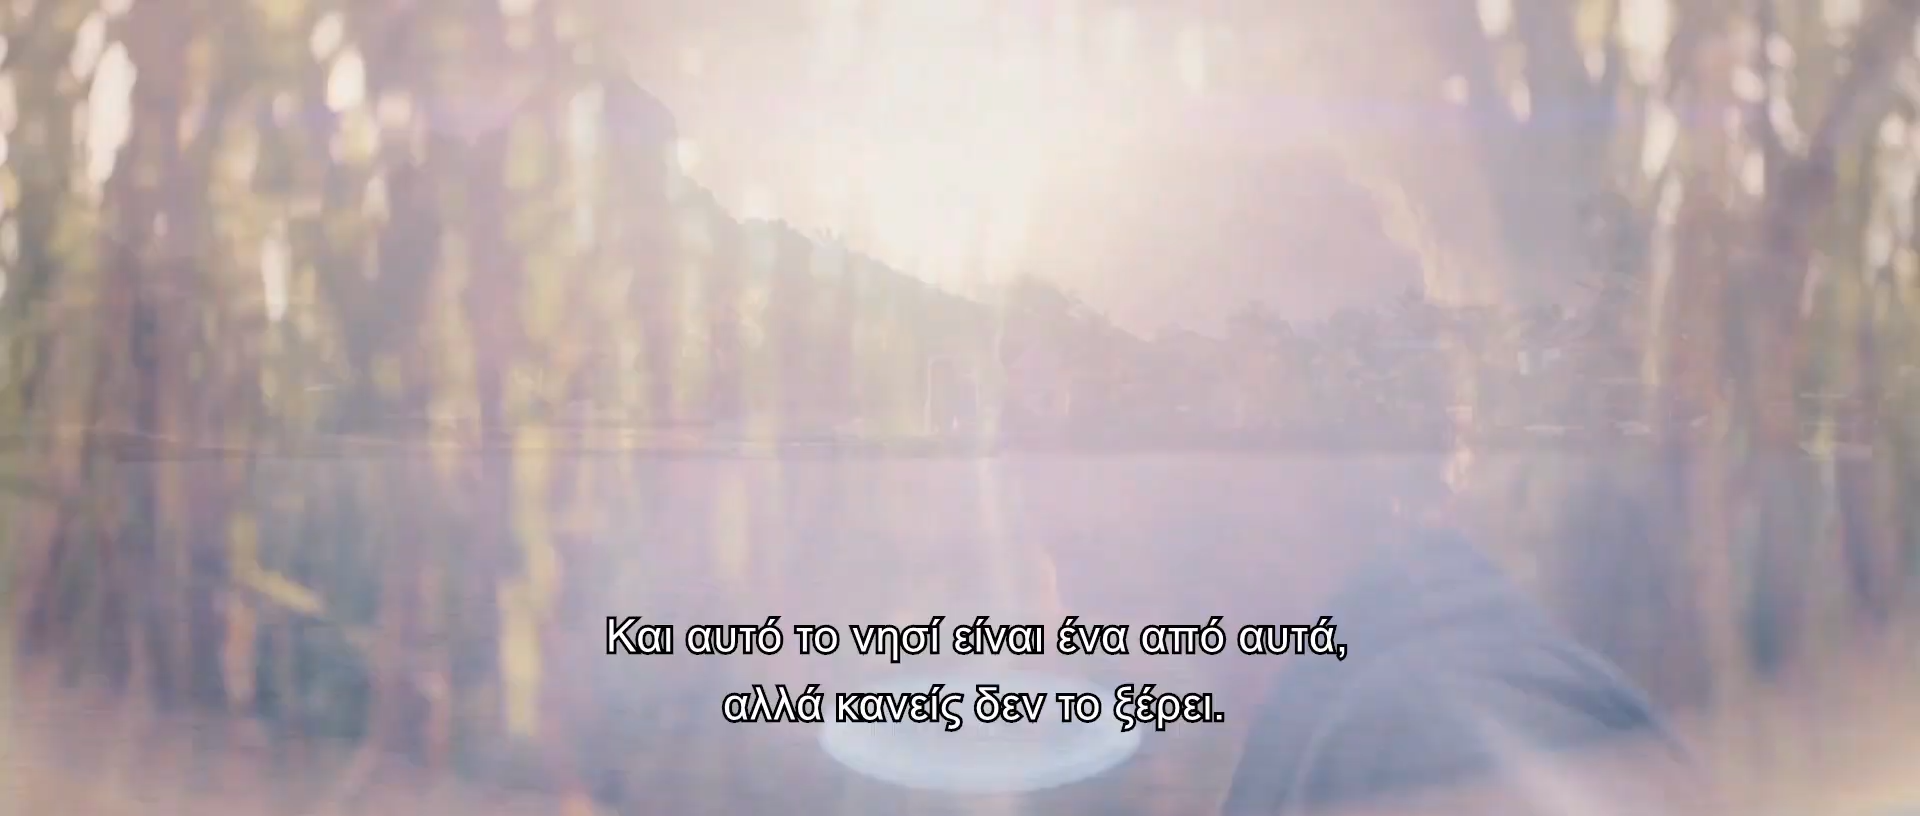 Και αυτό το νησί είναι ένα από αυτά,
αλλά κανείς δεν το ξέρει.